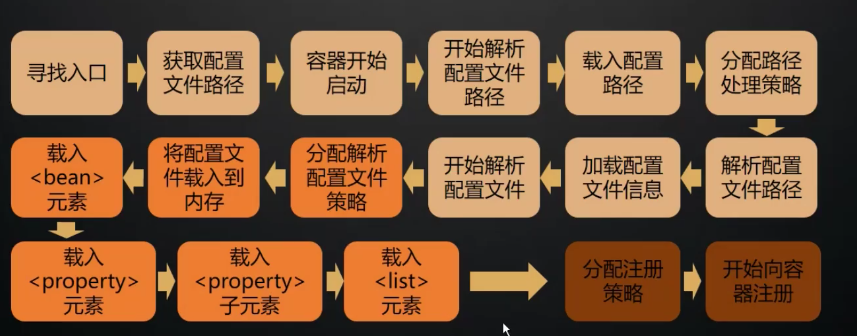 寻找入口
获取配置
文件路径
容器开始
启动
开始解析
配置文件
路径
载入配置
路径
分配路径
处理策略
解析配置
文件路径
加载配置
文件信息
开始解析
配置文件
分配解析
配置文件
策略
将配置文
件载入到
内存
载入
<bean>
元素
载入
<property>
元素
载入
<property>
子元素
载入
<list>
元素
分配注册
策略
开始向容
器注册